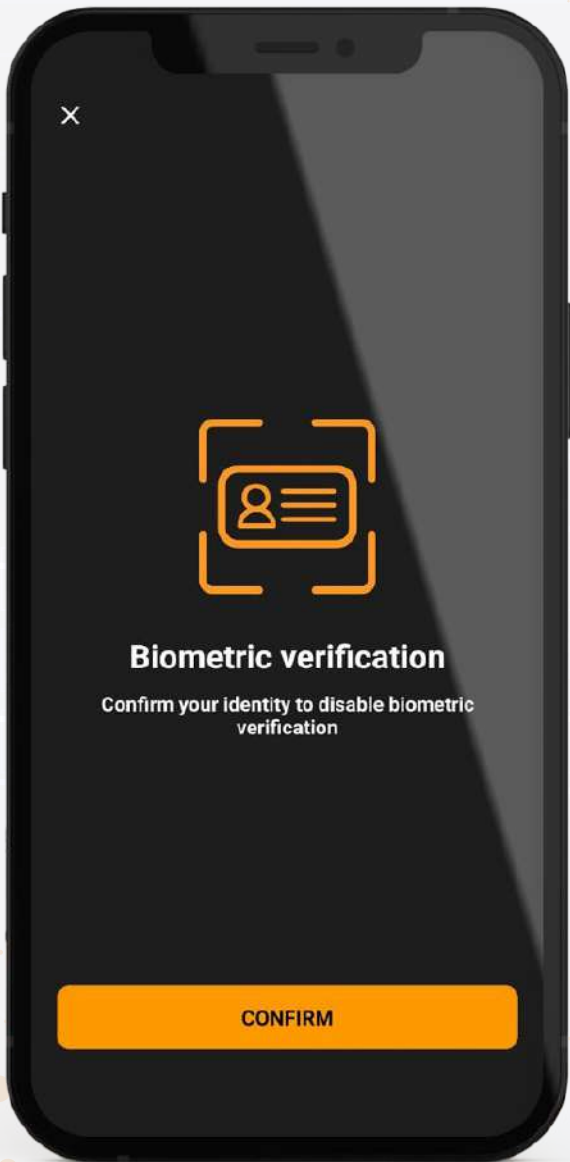 Biometric verification
Confirm your identity to disable biometric
verification
CONFIRM